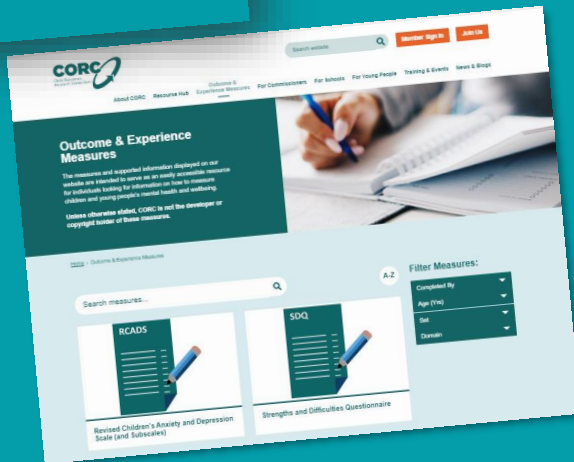 Search website
Member Sign In
Join Us
CORC
About CORC
Resource Hub
Outcome &
Experience Measures
For Commissioners
For Schools
For Young People
Training & Events
News & Blogs
Outcome & Experience
Measures
The measures and supported information displayed on our
website are intended to serve as an easily accessible resource
for individuals looking for information on how to measure
children and young people's mental health and wellbeing.
Unless otherwise stated, CORC is not the developer or
copyright holder of these measures.
Home > Outcome & Experience Measures
Search measures...
A-Z
Filter Measures:
Completed By
Age (Yrs)
Set
Domain
RCADS
SDQ
Revised Children's Anxiety and Depression
Scale (and Subscales)
Strengths and Difficulties Questionnaire